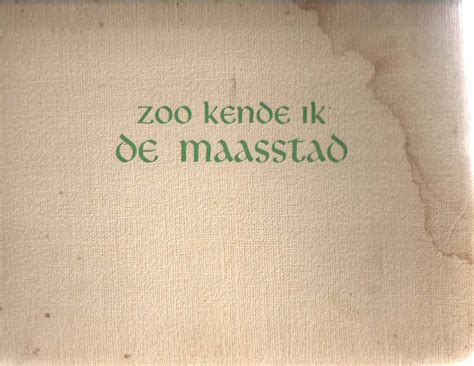 zoo kende ik
de maasstad